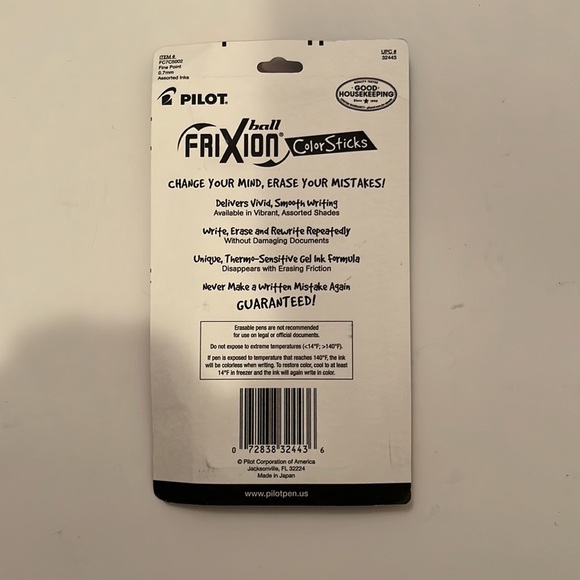 ITEM #
FC7C5002
Fine Point
0.7mm
Assorted Inks
UPC #
32443
PILOT.
GOOD
HOUSEKEEPING
Since 1909
ball
FRIXION® ColorSticks
CHANGE YOUR MIND, ERASE YOUR MISTAKES!
Delivers Vivid, Smooth Writing
Available in Vibrant, Assorted Shades
Write, Erase and Rewrite Repeatedly
Without Damaging Documents
Unique, Thermo-Sensitive Gel Ink Formula
Disappears with Erasing Friction
Never Make a Written Mistake Again
GUARANTEED!
Erasable pens are not recommended
for use on legal or official documents.
Do not expose to extreme temperatures (<14°F; >140°F).
If pen is exposed to temperature that reaches 140°F, the ink
will be colorless when writing. To restore color, cool to at least
14°F in freezer and the ink will again write in color.
0 72838 32443 6
© Pilot Corporation of America
Jacksonville, FL 32224
Made in Japan
www.pilotpen.us